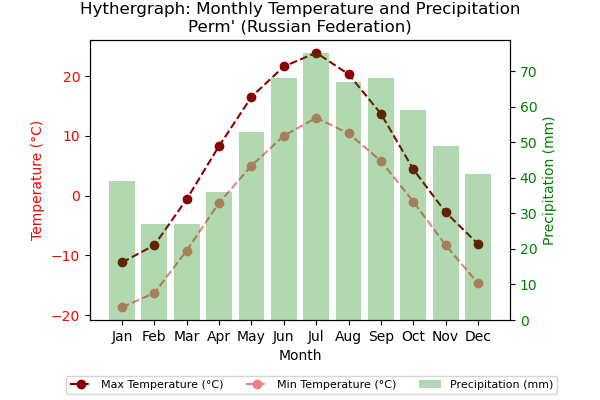 Hythergraph: Monthly Temperature and Precipitation
Perm' (Russian Federation)
Temperature (°C)
20
10
0
−10
−20
70
60
50
40
30
20
10
0
Precipitation (mm)
Jan Feb Mar Apr May Jun Jul Aug Sep Oct Nov Dec
Month
Max Temperature (°C) Min Temperature (°C) Precipitation (mm)